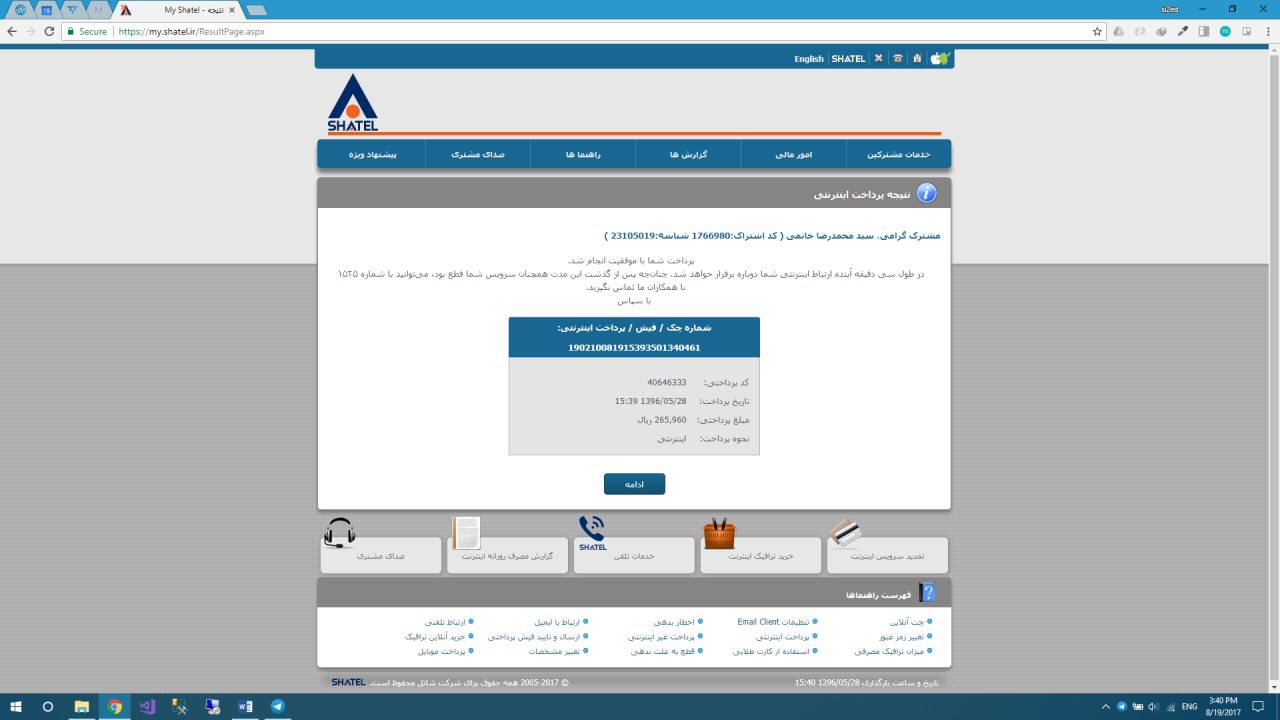 My Shatel - نتیجه
si2ed
Secure
https://my.shatel.ir/ResultPage.aspx
English
SHATEL
SHATEL
خدمات مشترکین
امور مالی
گزارش ها
راهنما ها
صدای مشتری
پیشنهاد ویژه
نتیجه پرداخت اینترنتی
مشترک گرامی، سید محمدرضا خاتمی ( کد اشتراک:1766980 شناسه:23105019 )
پرداخت شما با موفقیت انجام شد.
در طول سی دقیقه آینده ارتباط اینترنتی شما دوباره برقرار خواهد شد. چنانچه پس از گذشت این مدت همچنان سرویس شما قطع بود، می‌توانید با شماره ۱۵۲۵
با همکاران ما تماس بگیرید.
با سپاس
شماره چک / فیش / پرداخت اینترنتی:
190210081915393501340461
کد پرداختی: 40646333
تاریخ پرداخت: 1396/05/28 15:39
مبلغ پرداختی: 265,960 ریال
نحوه پرداخت: اینترنتی
ادامه
SHATEL
تمدید سرویس اینترنت
خرید ترافیک اینترنت
خدمات تلفن
گزارش مصرف روزانه اینترنت
صدای مشتری
فهرست راهنماها
چت آنلاین
تنظیمات Email Client
اخطار بدهی
ارتباط با ایمیل
ارتباط تلفنی
تغییر رمز عبور
پرداخت اینترنتی
پرداخت غیر اینترنتی
ارسال و تایید فیش پرداختی
خرید آنلاین ترافیک
میزان ترافیک مصرفی
استفاده از کارت طلایی
قطع به علت بدهی
تغییر مشخصات
پرداخت موبایل
تاریخ و ساعت بارگذاری 1396/05/28 15:40
© 2005-2017 همه حقوق برای شرکت شاتل محفوظ است. SHATEL
ENG
3:40 PM
8/19/2017